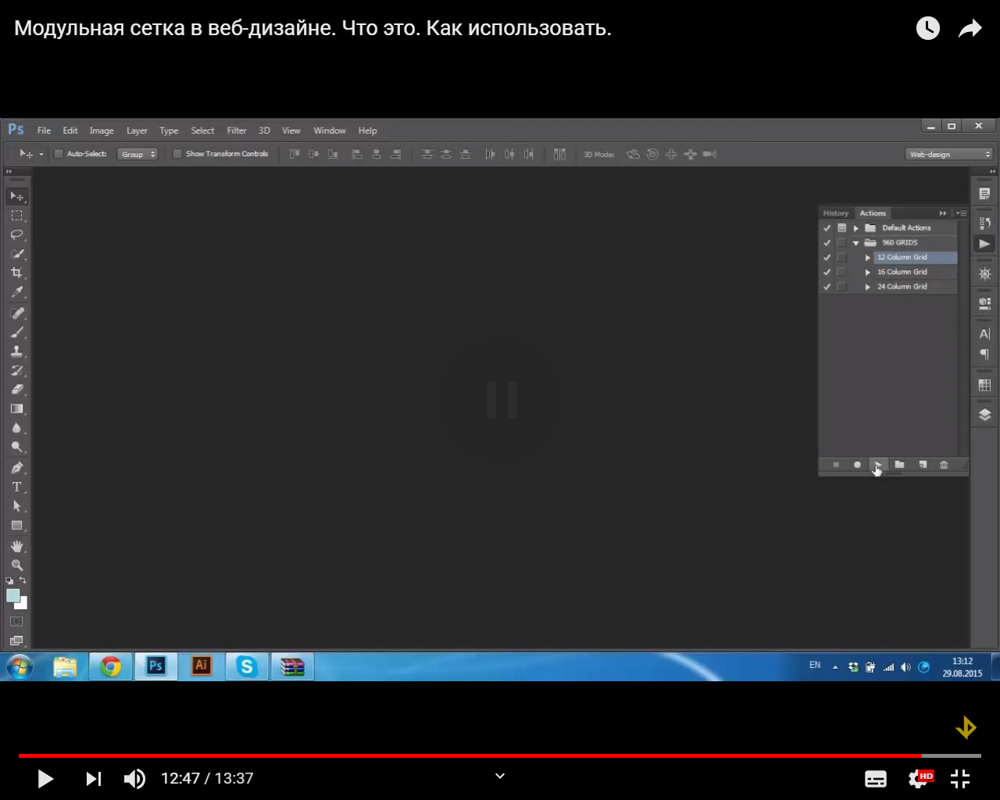 Модульная сетка в веб-дизайне. Что это. Как использовать.
Ps File Edit Image Layer Type Select Filter 3D View Window Help
Auto-Select: Group Show Transform Controls 3D Mode: Web-design
History Actions
Default Actions
960 GRIDS
12 Column Grid
16 Column Grid
24 Column Grid
A
T
Ps Ai S EN 13:12
29.08.2015
12:47 / 13:37 HD